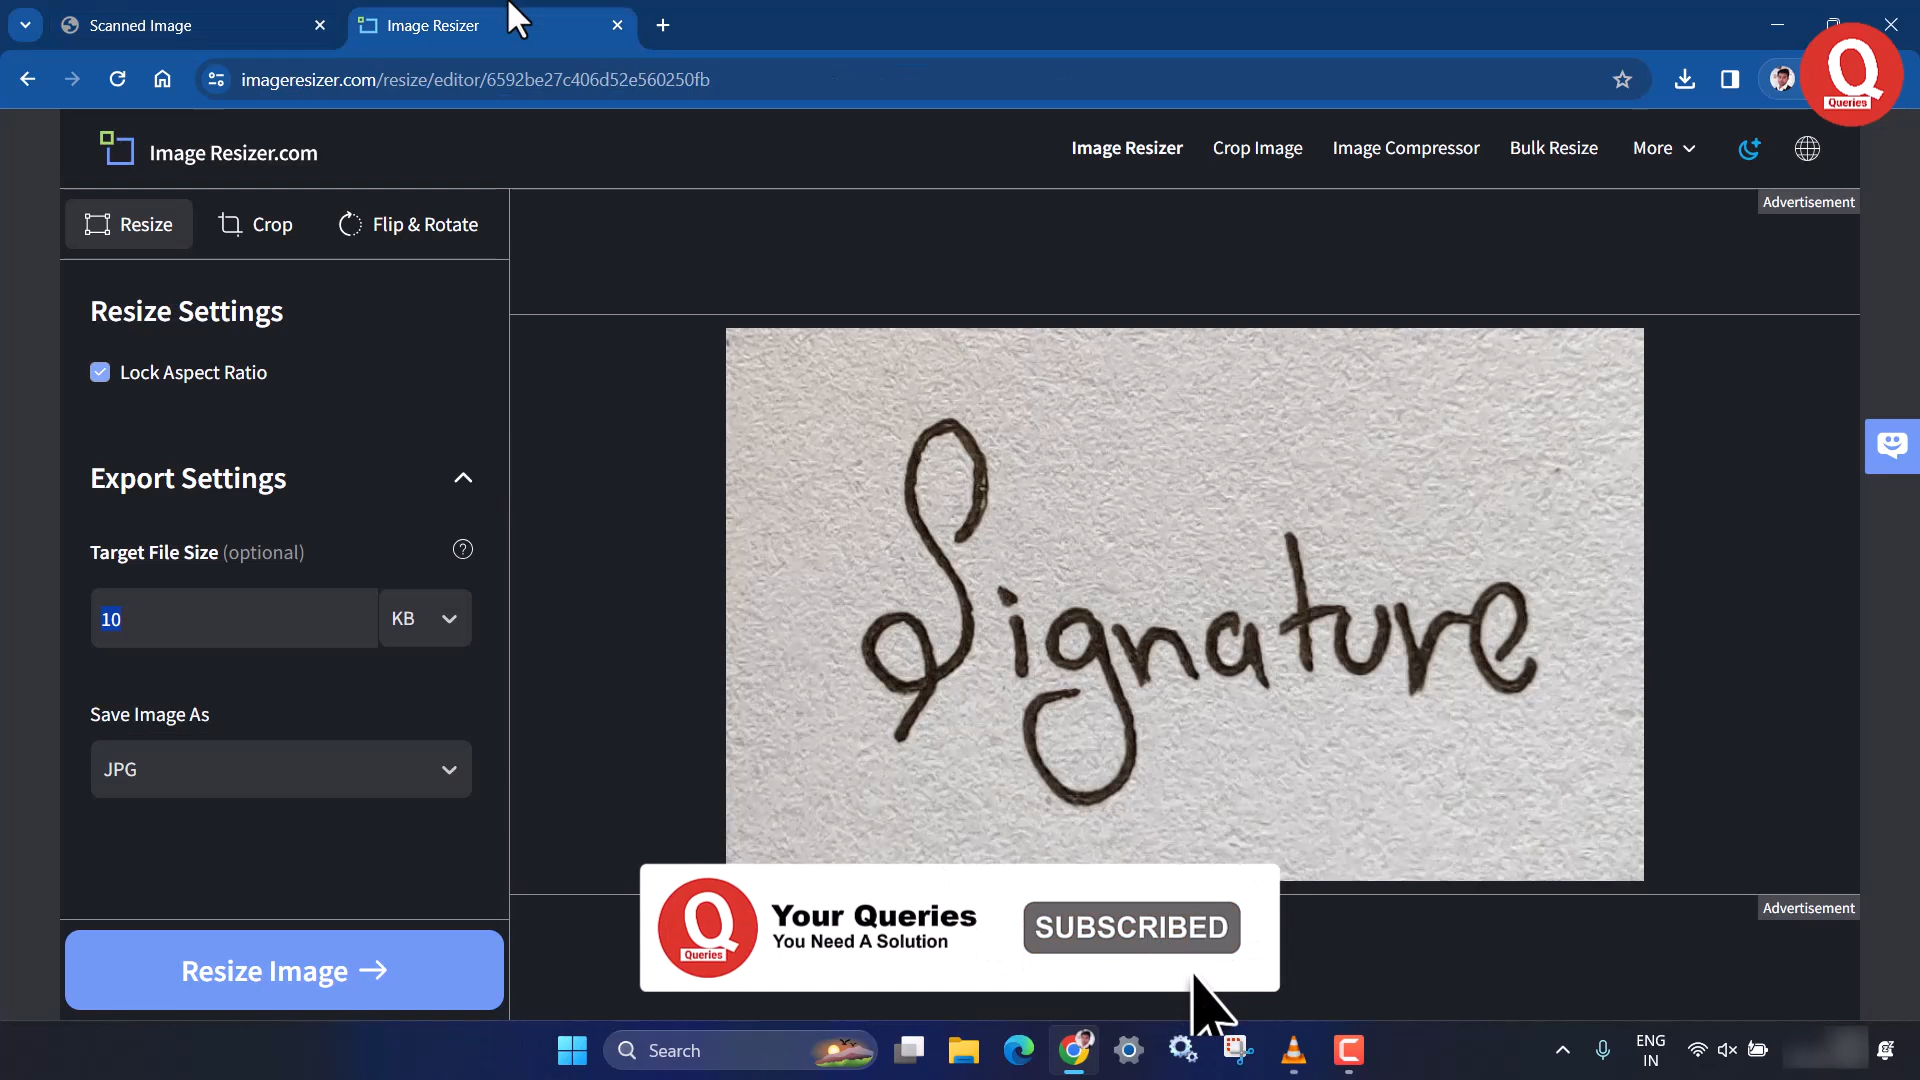 Scanned Image
Image Resizer
imageresizer.com/resize/editor/6592be27c406d52e560250fb
Queries
Image Resizer.com
Image Resizer
Crop Image
Image Compressor
Bulk Resize
More
Resize
Crop
Flip & Rotate
Advertisement
Resize Settings
Lock Aspect Ratio
Export Settings
Target File Size (optional)
10
KB
Save Image As
JPG
Resize Image →
Signature
Queries
Your Queries
You Need A Solution
SUBSCRIBED
Advertisement
Search
ENG
IN